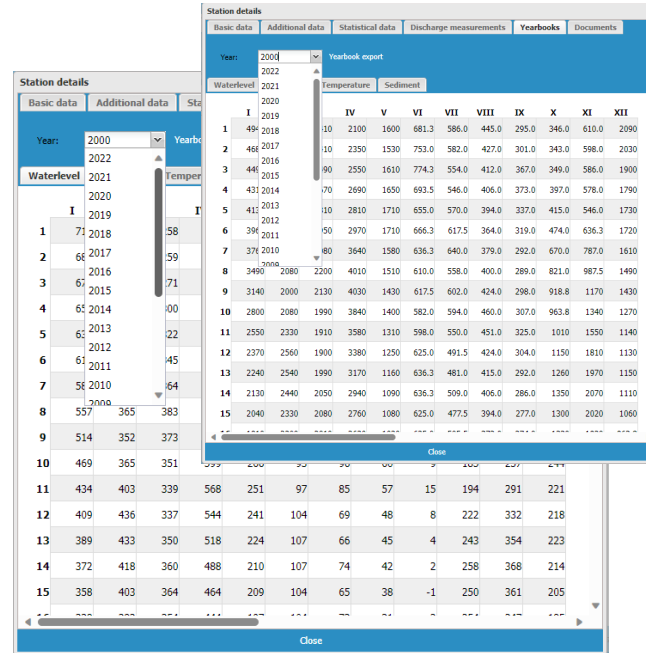 Station details
Basic data Additional data Statistical data Discharge measurements Yearbooks Documents
Year: 2000 Yearbook export
2022
2021
2020
2019
2018
2017
2016
2015
2014
2013
2012
2011
2010
2009
Waterlevel Temperature Sediment
I IV V VI VII VIII IX X XI XII
1 2100 1600 681.3 586.0 445.0 295.0 346.0 610.0 2090
2 2350 1530 753.0 582.0 427.0 301.0 343.0 598.0 2030
3 2550 1610 774.3 554.0 412.0 367.0 349.0 586.0 1900
4 2690 1650 693.5 546.0 406.0 373.0 397.0 578.0 1790
5 2810 1710 655.0 570.0 394.0 337.0 415.0 546.0 1730
6 2970 1710 666.3 617.5 364.0 319.0 474.0 636.3 1720
7 3640 1580 636.3 640.0 379.0 292.0 670.0 787.0 1610
8 3490 2080 2200 4010 1510 610.0 558.0 400.0 289.0 821.0 987.5 1490
9 3140 2000 2130 4030 1430 617.5 602.0 424.0 298.0 918.8 1170 1430
10 2800 2080 1990 3840 1400 582.0 594.0 460.0 307.0 963.8 1340 1270
11 2550 2330 1910 3580 1310 598.0 550.0 451.0 325.0 1010 1550 1140
12 2370 2560 1900 3380 1250 625.0 491.5 424.0 304.0 1150 1810 1130
13 2240 2540 1990 3170 1160 636.3 481.0 415.0 292.0 1260 1970 1150
14 2130 2440 2050 2940 1090 636.3 509.0 406.0 286.0 1350 2070 1110
15 2040 2330 2080 2760 1080 625.0 477.5 394.0 277.0 1300 2020 1060
Close
Station details
Basic data Additional data
Year: 2000
2022
2021
2020
2019
2018
2017
2016
2015
2014
2013
2012
2011
2010
2009
Waterlevel
I
1
2
3
4
5
6
7
8 557 365 383
9 514 352 373
10 469 365 351
11 434 403 339 568 251 97 85 57 15 194 291 221
12 409 436 337 544 241 104 69 48 8 222 332 218
13 389 433 350 518 224 107 66 45 4 243 354 223
14 372 418 360 488 210 107 74 42 2 258 368 214
15 358 403 364 464 209 104 65 38 -1 250 361 205
Close